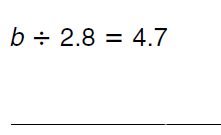 b ÷ 2.8 = 4.7